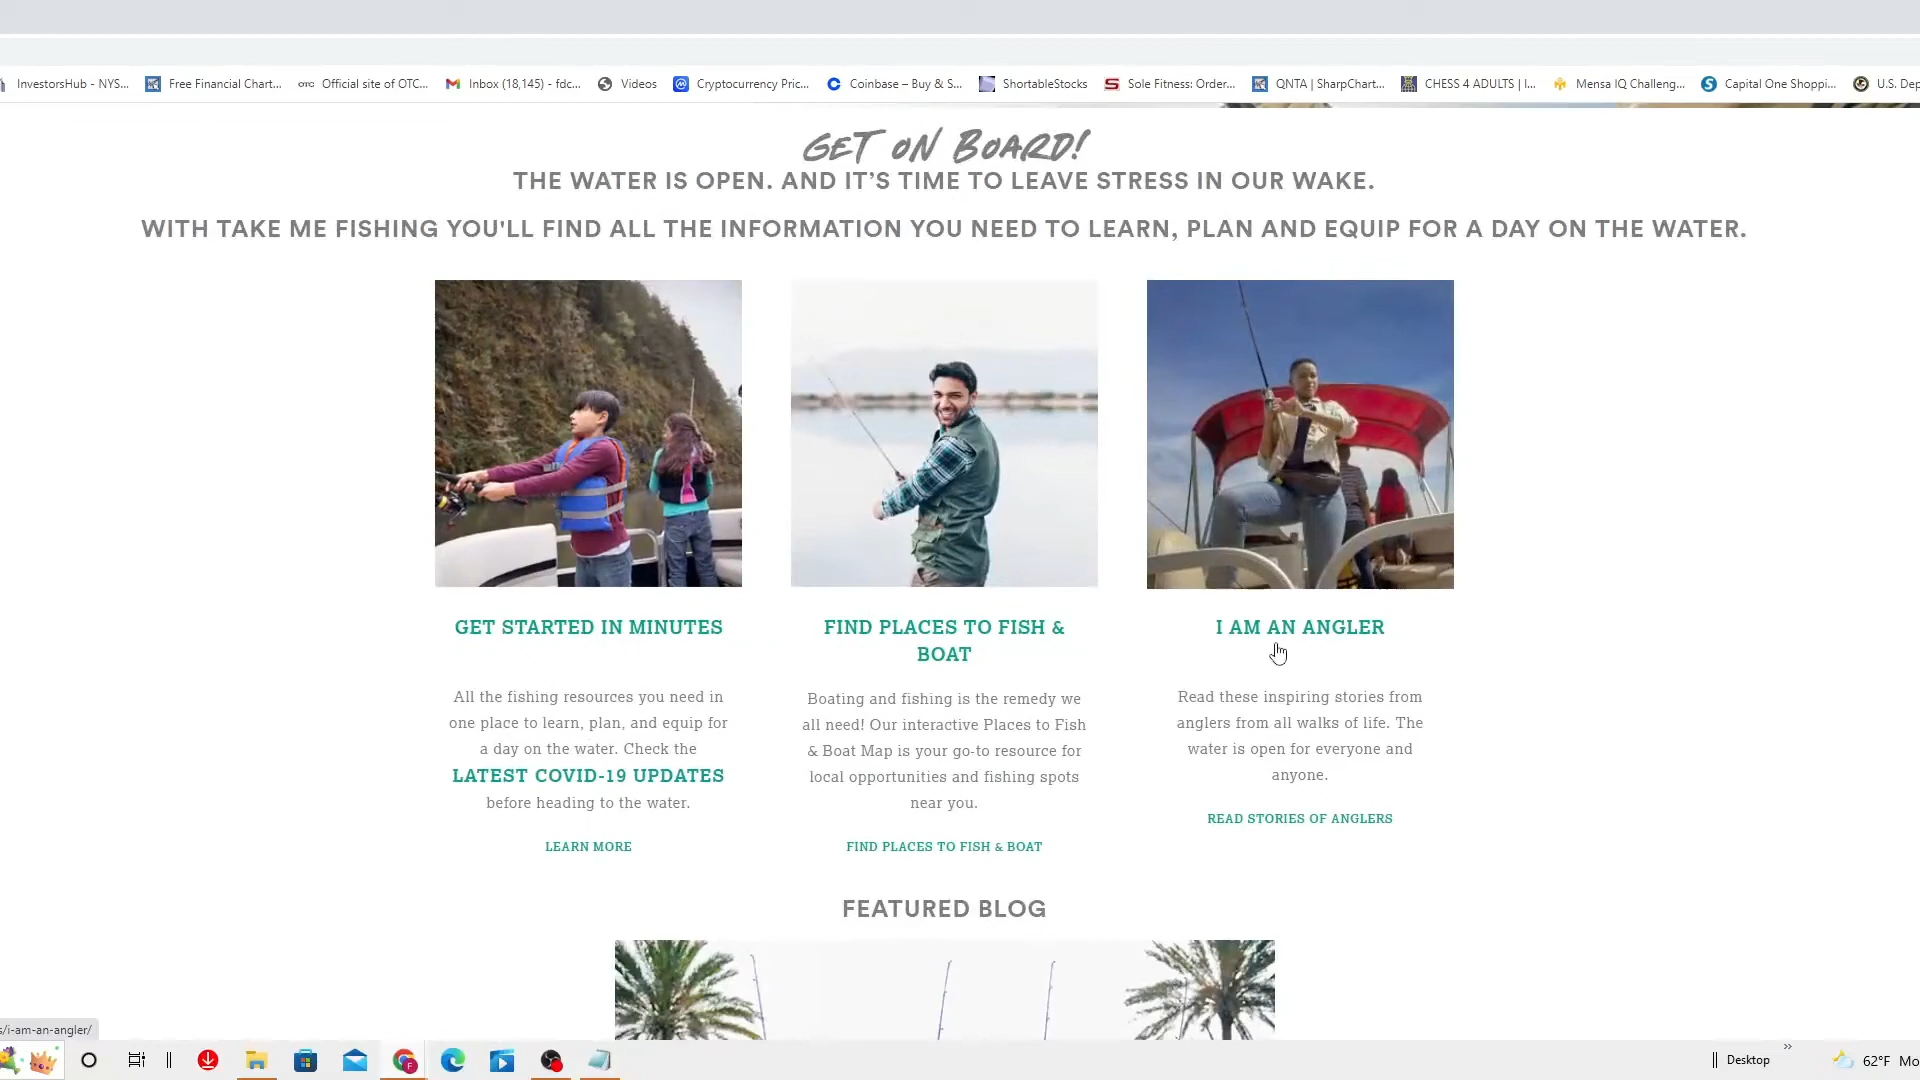 InvestorsHub - NYS... Free Financial Chart... Official site of OTC... Inbox (18,145) - fdc... Videos Cryptocurrency Pric... Coinbase – Buy & S... ShortableStocks Sole Fitness: Order... QNTA | SharpChart... CHESS 4 ADULTS | I... Mensa IQ Challeng... Capital One Shoppi... U.S. Dep
GET ON BOARD!
THE WATER IS OPEN. AND IT’S TIME TO LEAVE STRESS IN OUR WAKE.
WITH TAKE ME FISHING YOU'LL FIND ALL THE INFORMATION YOU NEED TO LEARN, PLAN AND EQUIP FOR A DAY ON THE WATER.
GET STARTED IN MINUTES
All the fishing resources you need in
one place to learn, plan, and equip for
a day on the water. Check the
LATEST COVID-19 UPDATES
before heading to the water.
LEARN MORE
FIND PLACES TO FISH &
BOAT
Boating and fishing is the remedy we
all need! Our interactive Places to Fish
& Boat Map is your go-to resource for
local opportunities and fishing spots
near you.
FIND PLACES TO FISH & BOAT
I AM AN ANGLER
Read these inspiring stories from
anglers from all walks of life. The
water is open for everyone and
anyone.
READ STORIES OF ANGLERS
FEATURED BLOG
s/i-am-an-angler/
Desktop
62°F Mo